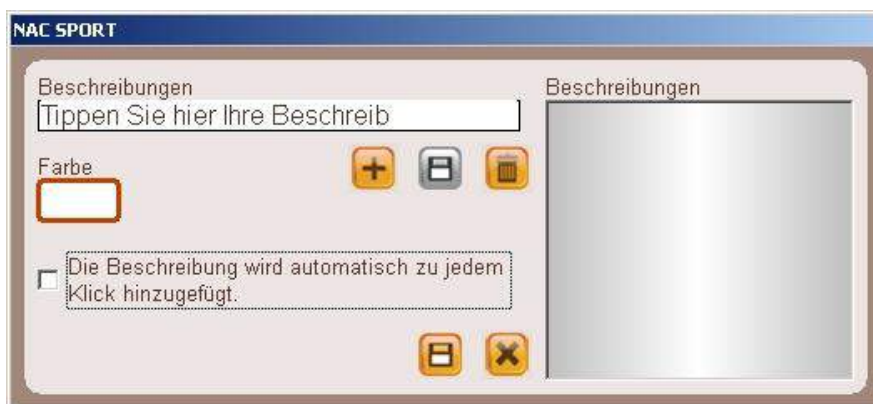 NAC SPORT
Beschreibungen
Tippen Sie hier Ihre Beschreib
Farbe
Die Beschreibung wird automatisch zu jedem
Klick hinzugefügt.
Beschreibungen